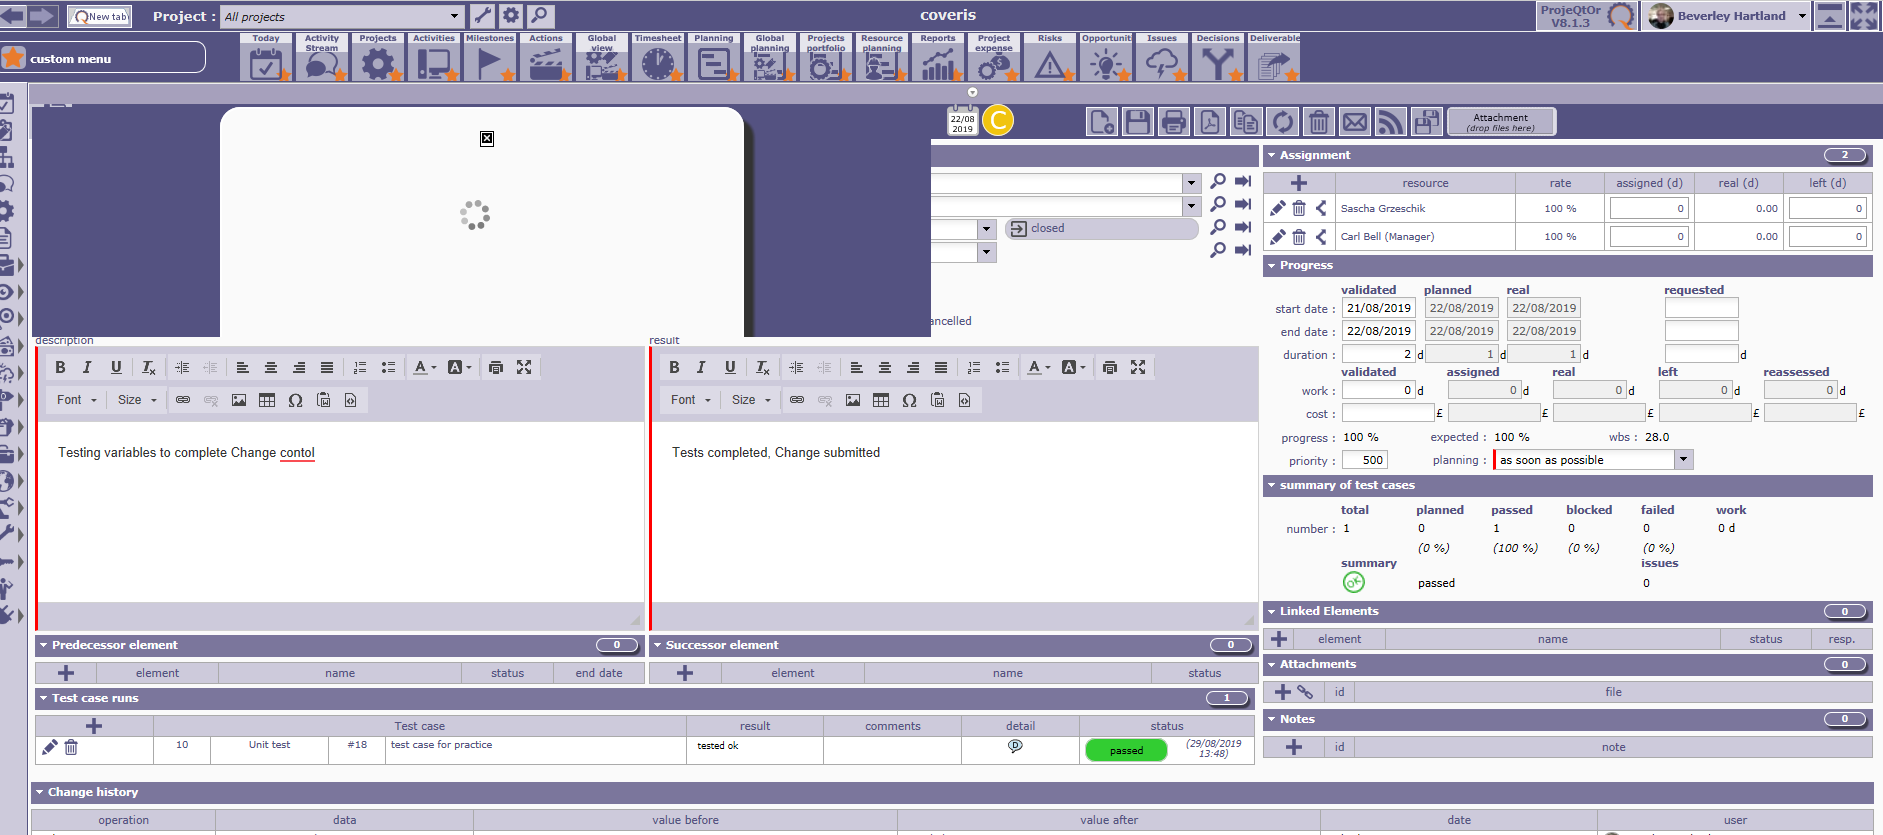 New tab
Project :
All projects
coveris
ProjeQtOr
V8.1.3
Beverley Hartland
custom menu
Today
Activity
Stream
Projects
Activities
Milestones
Actions
Global
view
Timesheet
Planning
Global
planning
Projects
portfolio
Resource
planning
Reports
Project
expense
Risks
Opportuniti
Issues
Decisions
Deliverable
22/08
2019
C
Attachment
(drop files here)
closed
ancelled
description
result
B I U Tx
A A
Font Size
B I U Tx
A A
Font Size
Testing variables to complete Change contol
Tests completed, Change submitted
Predecessor element 0
element name status end date
Successor element 0
element name status
Test case runs 1
Test case result comments detail status
10 Unit test #18 test case for practice tested ok D passed (29/08/2019
13:48)
Assignment 2
resource rate assigned (d) real (d) left (d)
Sascha Grzeschik 100 % 0 0.00 0
Carl Bell (Manager) 100 % 0 0.00 0
Progress
validated planned real requested
start date : 21/08/2019 22/08/2019 22/08/2019
end date : 22/08/2019 22/08/2019 22/08/2019
duration : 2 d 1 d 1 d d
validated assigned real left reassessed
work : 0 d 0 d 0 d 0 d 0 d
cost : £ £ £ £ £
progress : 100 % expected : 100 % wbs : 28.0
priority : 500 planning : as soon as possible
summary of test cases
total planned passed blocked failed work
number : 1 0 1 0 0 0 d
(0 %) (100 %) (0 %) (0 %)
summary issues
OK passed 0
Linked Elements 0
element name status resp.
Attachments 0
id file
Notes 0
id note
Change history
operation data value before value after date user